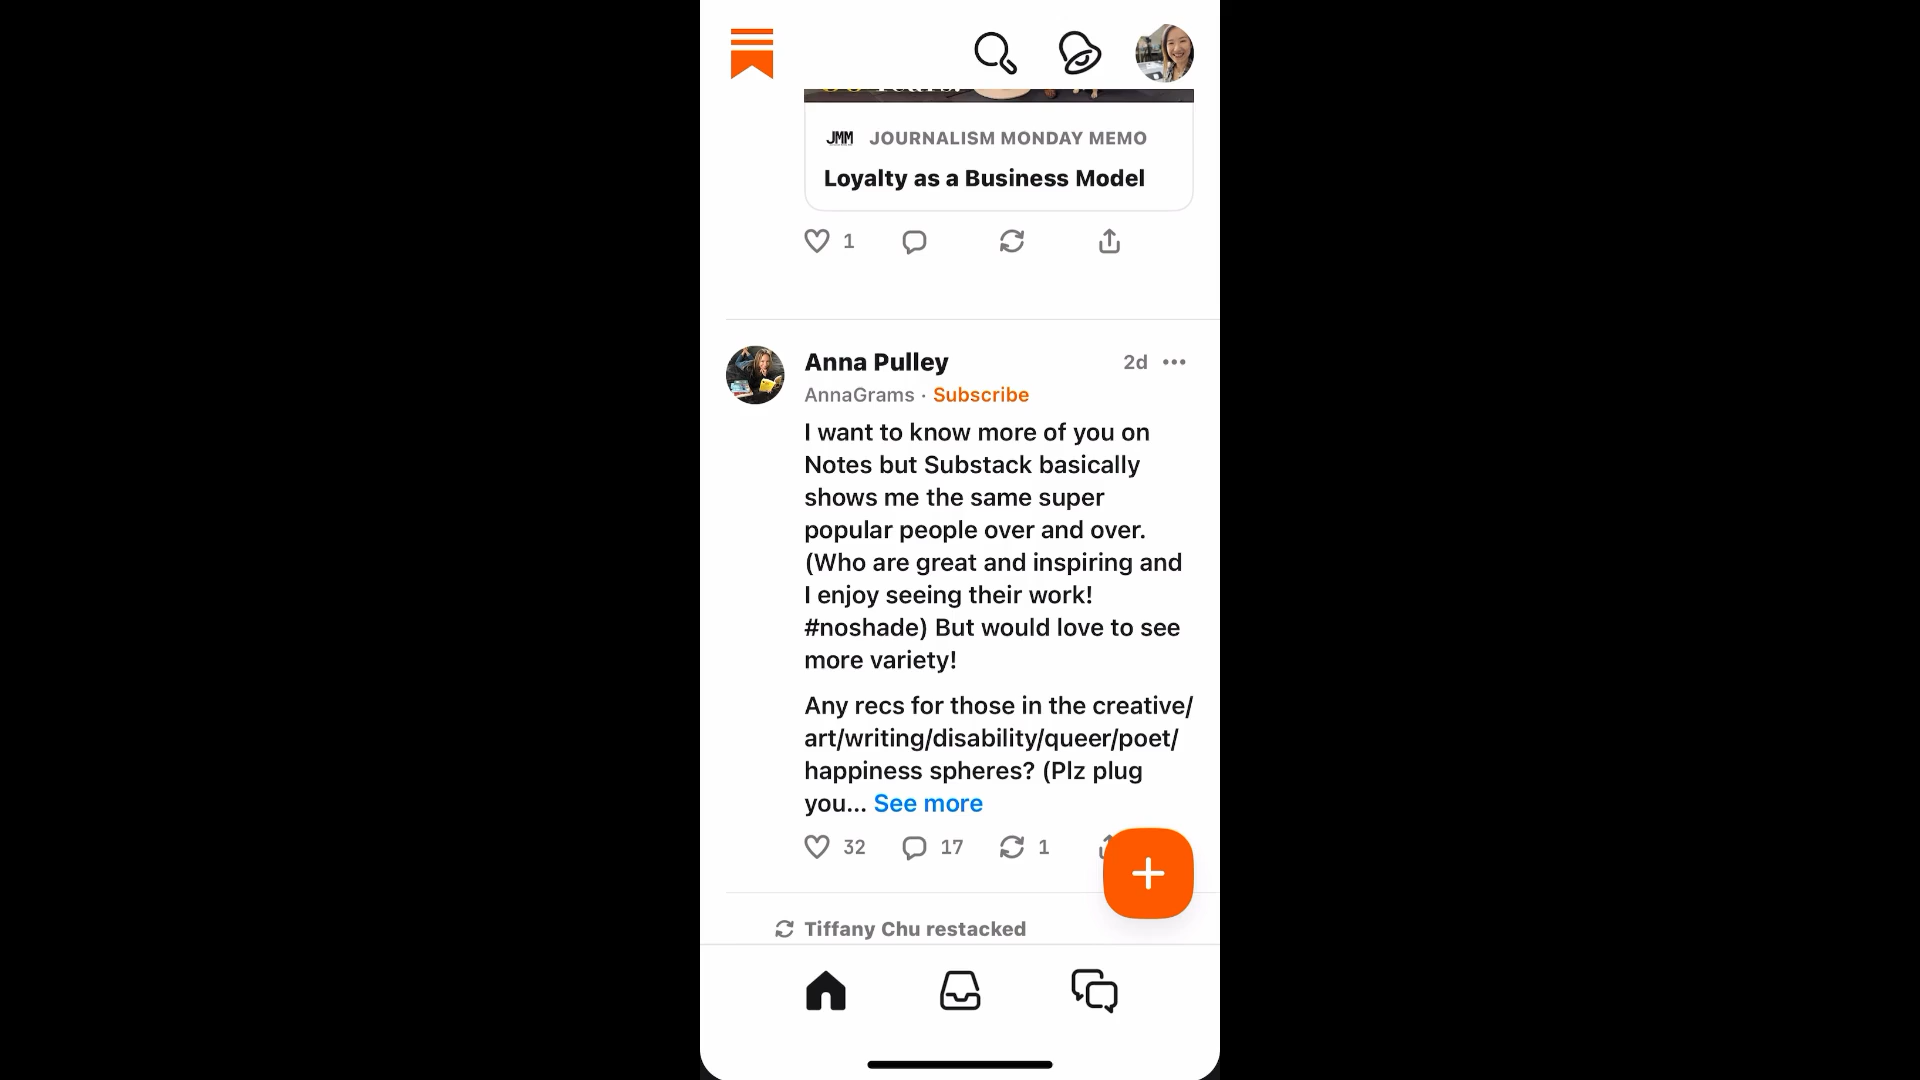 JMM JOURNALISM MONDAY MEMO
Loyalty as a Business Model
1
Anna Pulley 2d
AnnaGrams · Subscribe
I want to know more of you on
Notes but Substack basically
shows me the same super
popular people over and over.
(Who are great and inspiring and
I enjoy seeing their work!
#noshade) But would love to see
more variety!
Any recs for those in the creative/
art/writing/disability/queer/poet/
happiness spheres? (Plz plug
you... See more
32 17 1
Tiffany Chu restacked